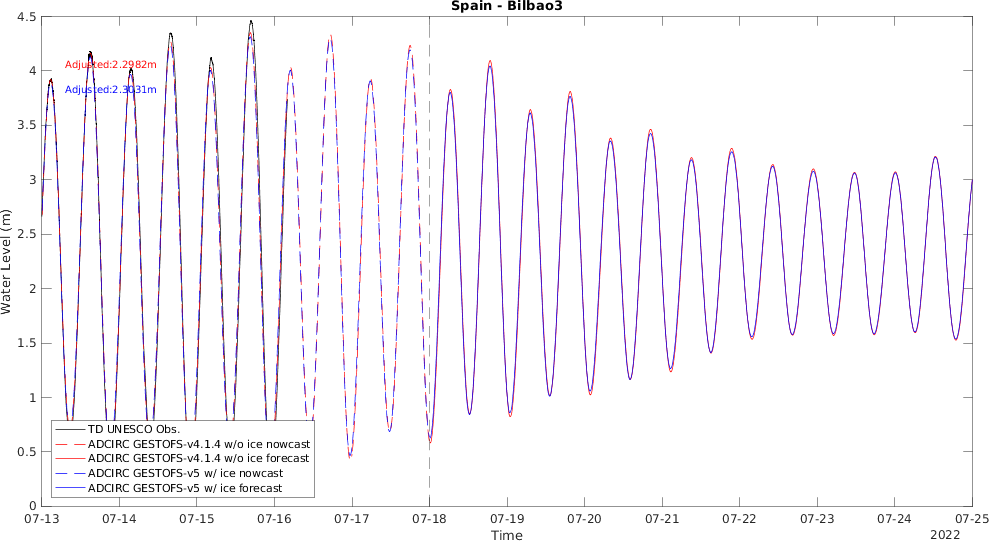 Spain - Bilbao3
Water Level (m)
4.5
4
3.5
3
2.5
2
1.5
1
0.5
0
Adjusted:2.2982m
Adjusted:2.3031m
TD UNESCO Obs.
ADCIRC GESTOFS-v4.1.4 w/o ice nowcast
ADCIRC GESTOFS-v4.1.4 w/o ice forecast
ADCIRC GESTOFS-v5 w/ ice nowcast
ADCIRC GESTOFS-v5 w/ ice forecast
07-13 07-14 07-15 07-16 07-17 07-18 07-19 07-20 07-21 07-22 07-23 07-24 07-25
Time
2022